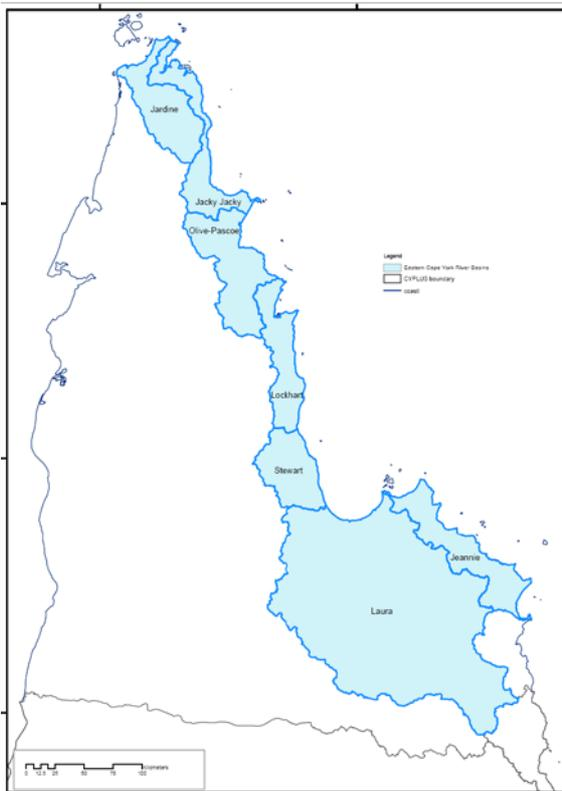 Jardine
Jacky Jacky
Olive-Pascoe
Legend
Eastern Cape York River Basins
CYPLUS boundary
coast
Lockhart
Stewart
Jeannie
Laura
Kilometers
0 12.5 25 50 75 100